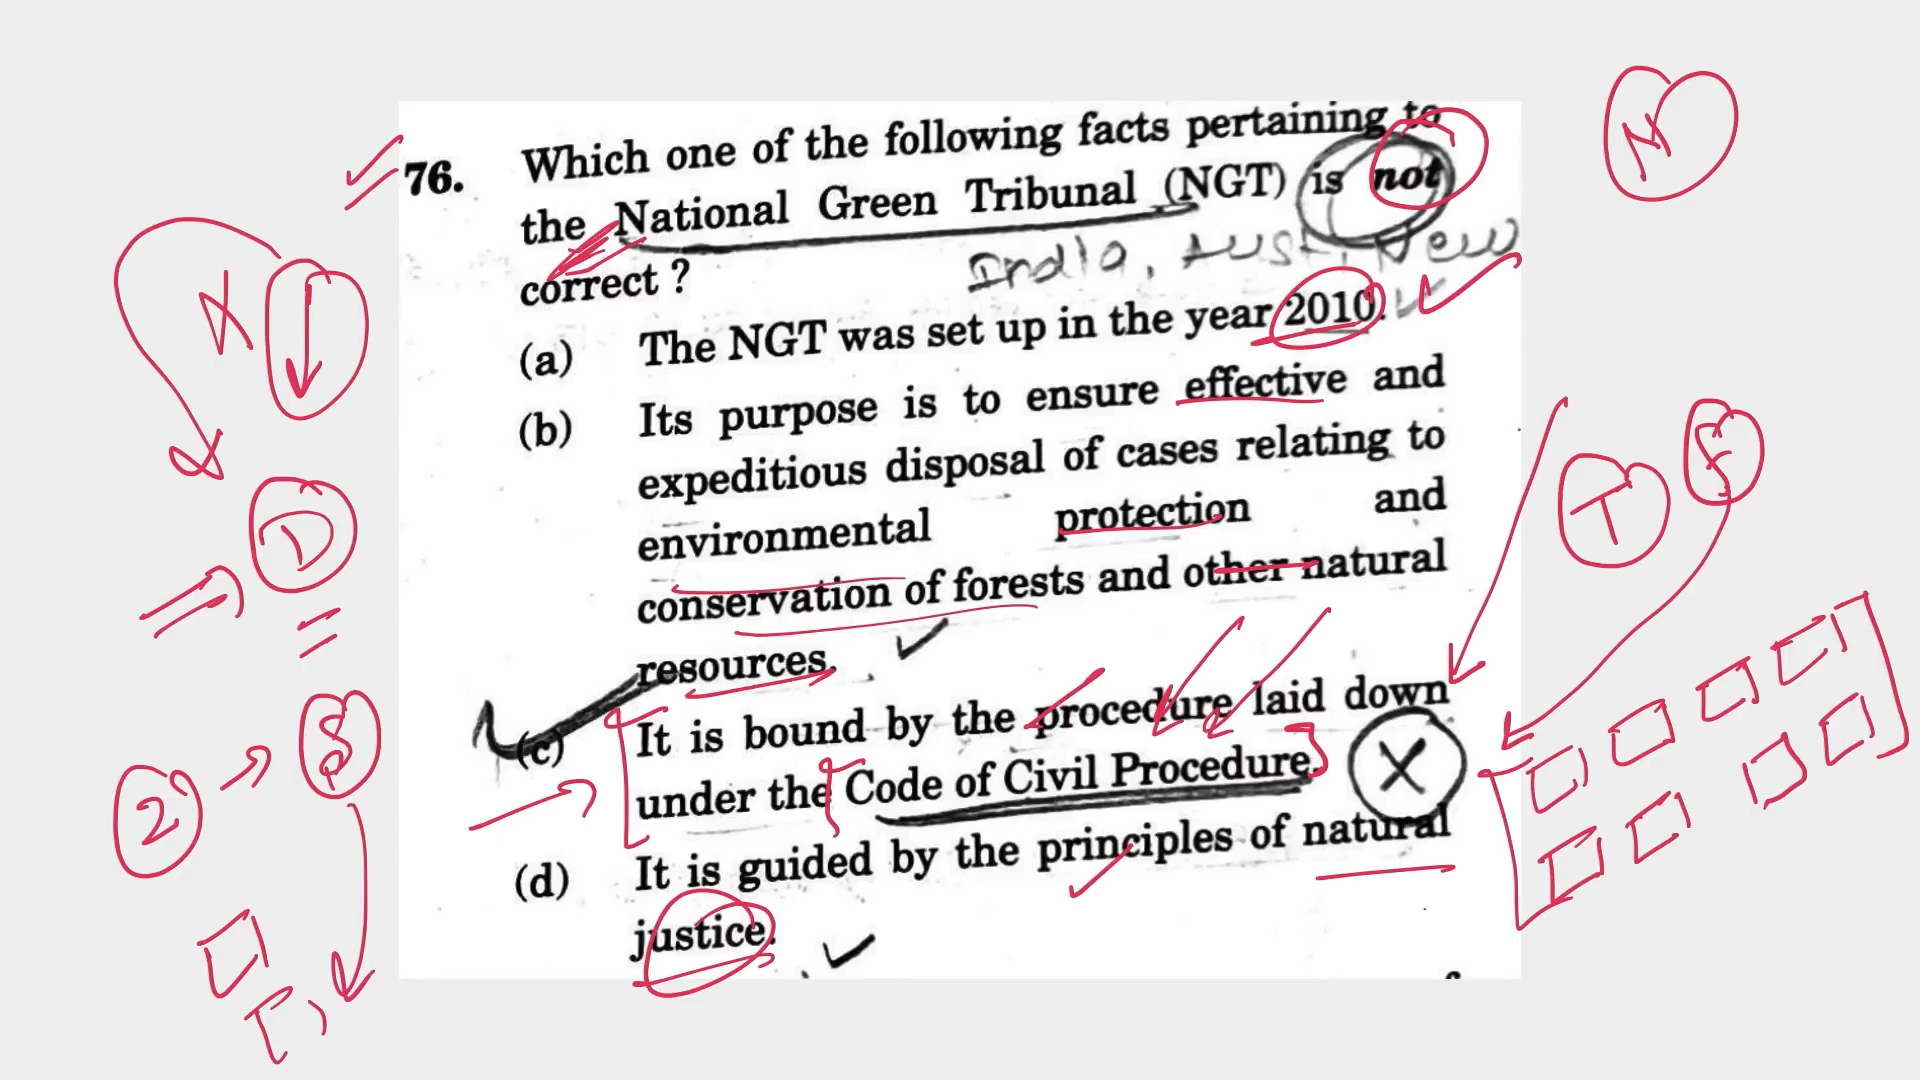 76. Which one of the following facts pertaining to
the National Green Tribunal (NGT) is not
correct ?
India, Aust, New
(a) The NGT was set up in the year 2010.
(b) Its purpose is to ensure effective and
expeditious disposal of cases relating to
environmental protection and
conservation of forests and other natural
resources.
(c) It is bound by the procedure laid down
under the Code of Civil Procedure.
(d) It is guided by the principles of natural
justice.
M
D
T
2